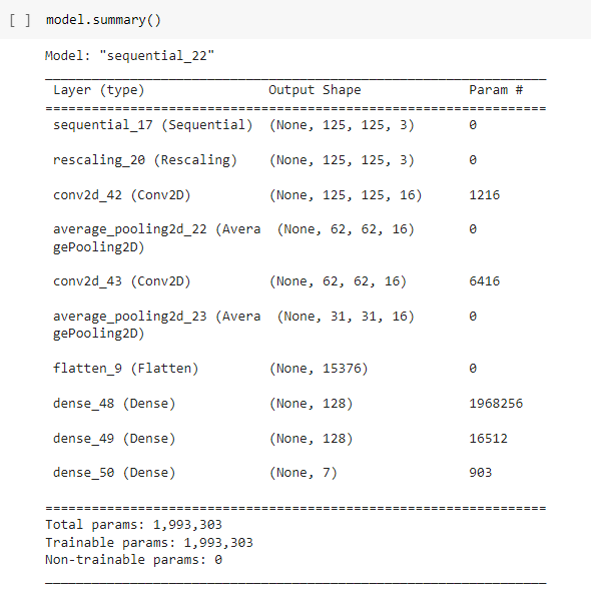 [ ] model.summary()
Model: "sequential_22"
_________________________________________________________________
Layer (type) Output Shape Param #
=================================================================
sequential_17 (Sequential) (None, 125, 125, 3) 0
rescaling_20 (Rescaling) (None, 125, 125, 3) 0
conv2d_42 (Conv2D) (None, 125, 125, 16) 1216
average_pooling2d_22 (Avera (None, 62, 62, 16) 0
gePooling2D)
conv2d_43 (Conv2D) (None, 62, 62, 16) 6416
average_pooling2d_23 (Avera (None, 31, 31, 16) 0
gePooling2D)
flatten_9 (Flatten) (None, 15376) 0
dense_48 (Dense) (None, 128) 1968256
dense_49 (Dense) (None, 128) 16512
dense_50 (Dense) (None, 7) 903
=================================================================
Total params: 1,993,303
Trainable params: 1,993,303
Non-trainable params: 0
_________________________________________________________________